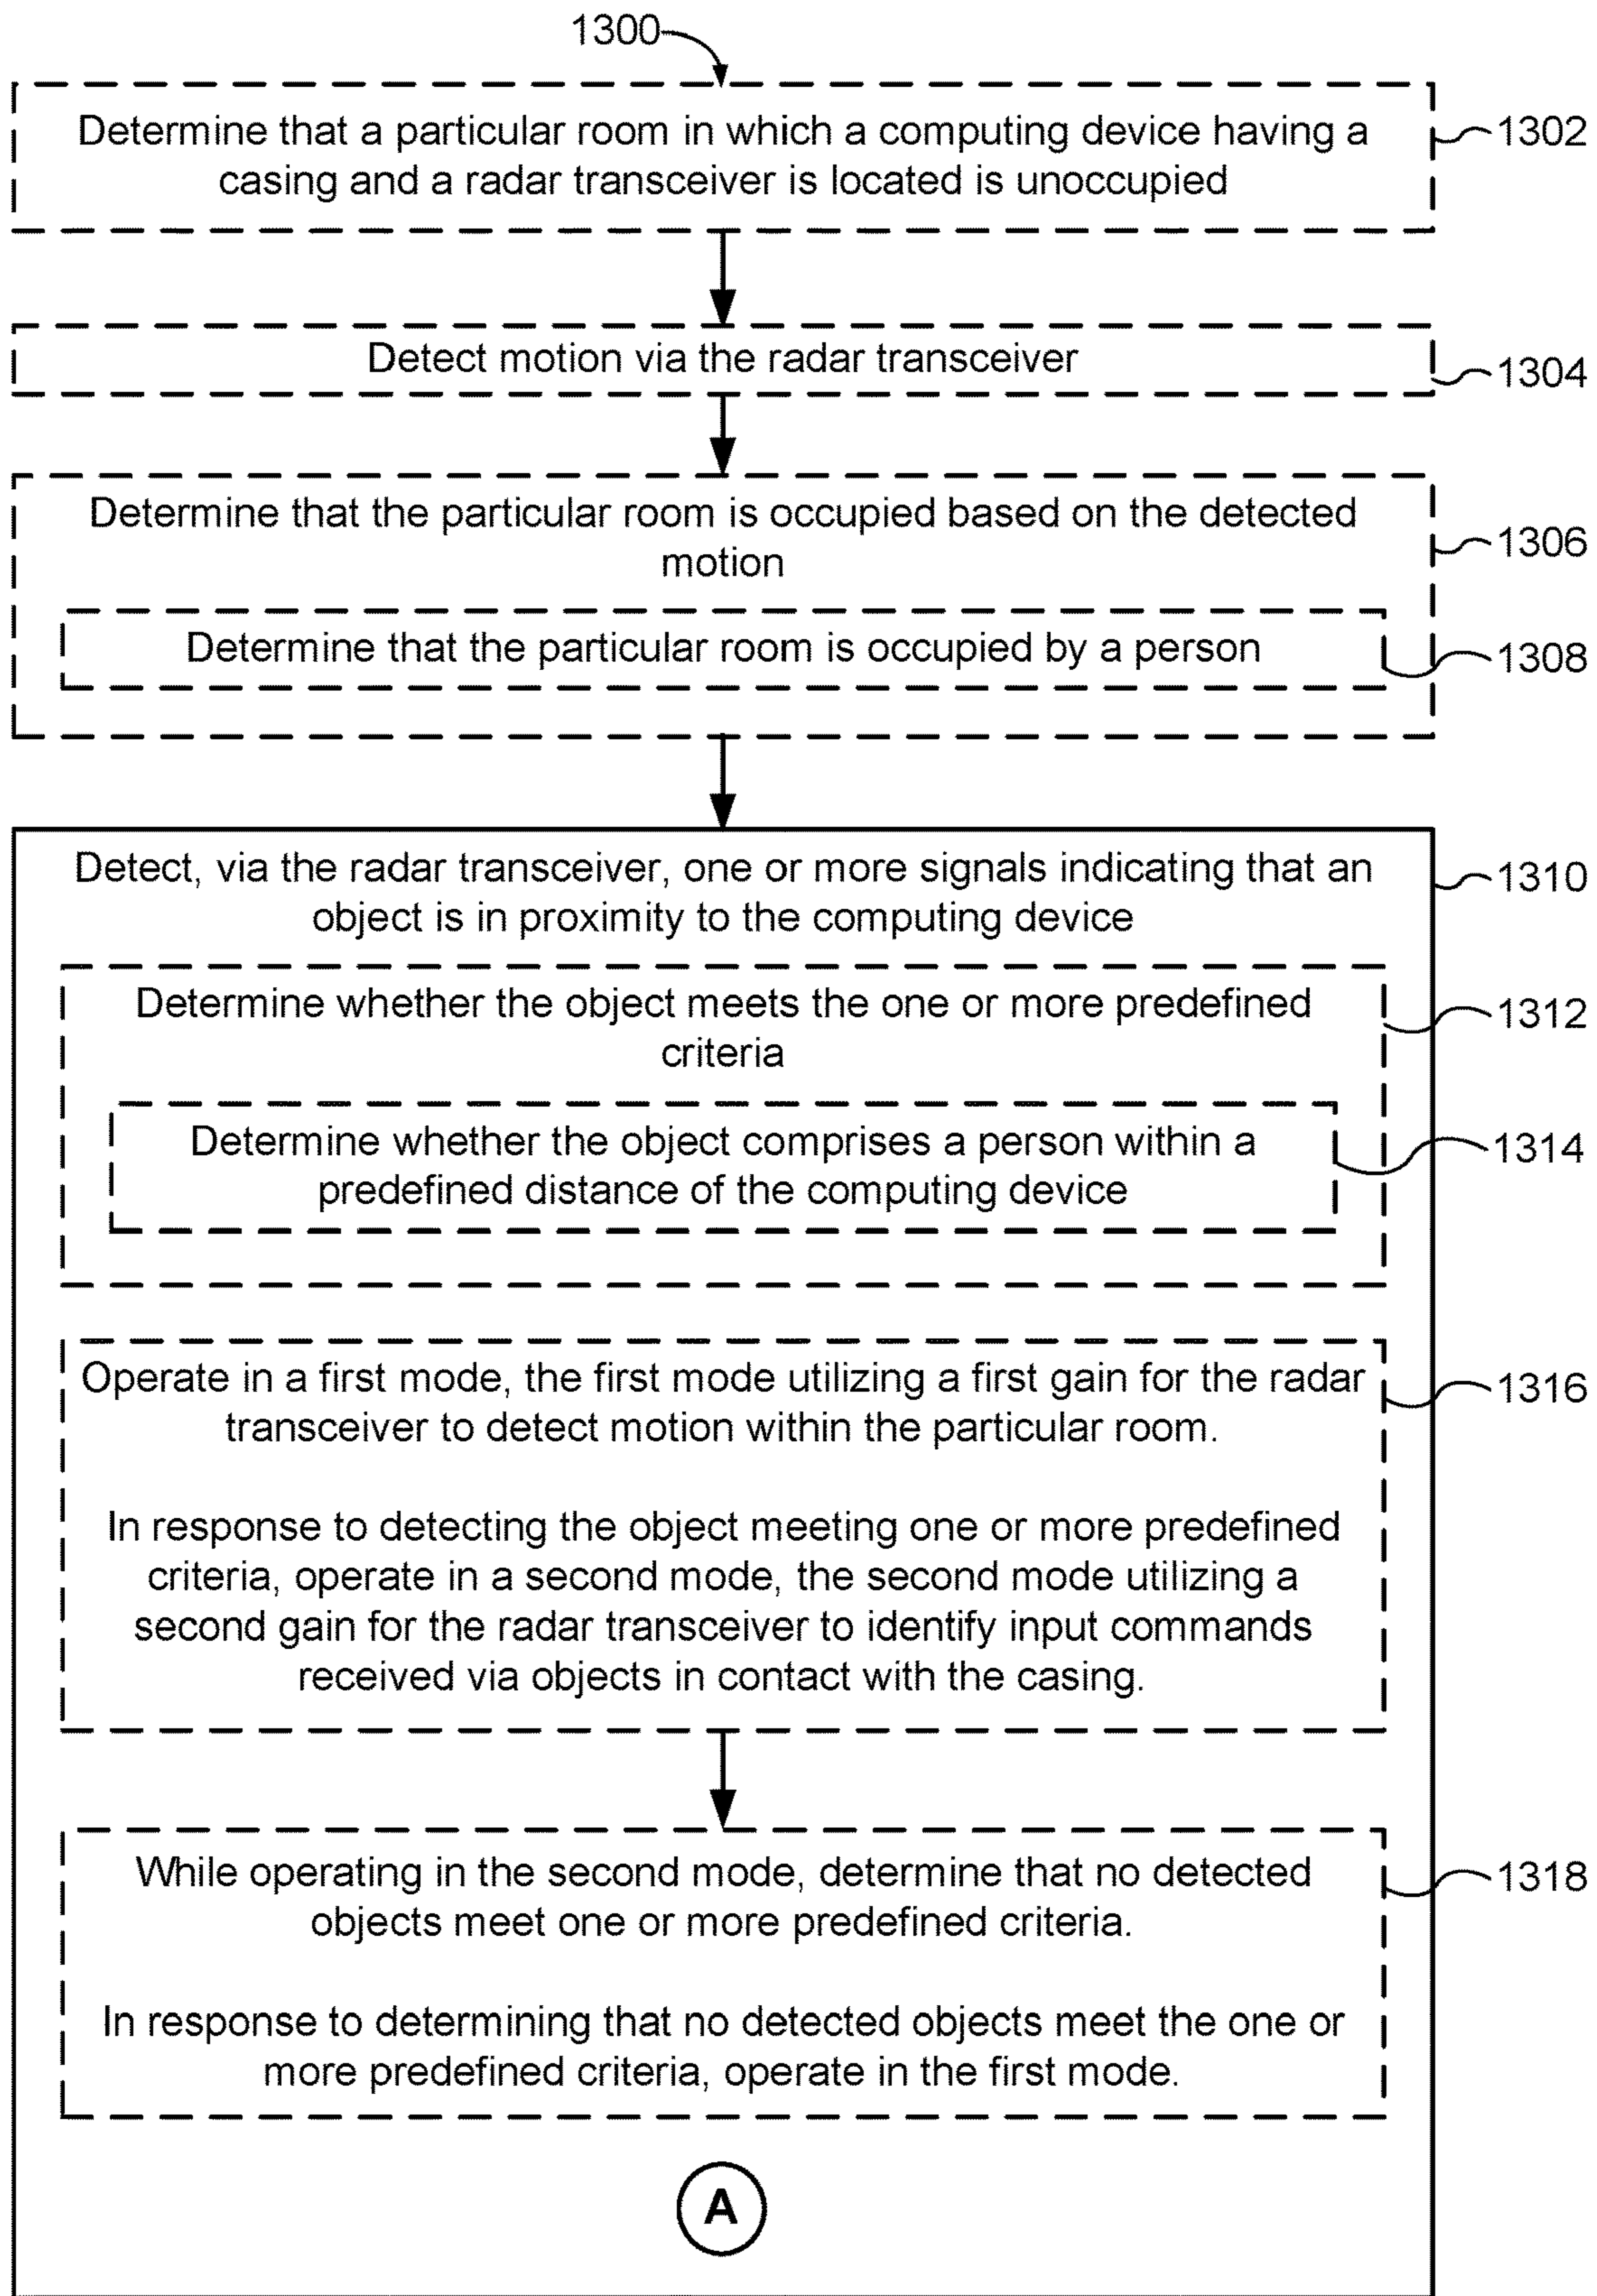 1300
Determine that a particular room in which a computing device having a
casing and a radar transceiver is located is unoccupied
1302
Detect motion via the radar transceiver
1304
Determine that the particular room is occupied based on the detected
motion
1306
Determine that the particular room is occupied by a person
1308
Detect, via the radar transceiver, one or more signals indicating that an
object is in proximity to the computing device
1310
Determine whether the object meets the one or more predefined
criteria
1312
Determine whether the object comprises a person within a
predefined distance of the computing device
1314
Operate in a first mode, the first mode utilizing a first gain for the radar
transceiver to detect motion within the particular room.
1316
In response to detecting the object meeting one or more predefined
criteria, operate in a second mode, the second mode utilizing a
second gain for the radar transceiver to identify input commands
received via objects in contact with the casing.
While operating in the second mode, determine that no detected
objects meet one or more predefined criteria.
1318
In response to determining that no detected objects meet the one or
more predefined criteria, operate in the first mode.
A